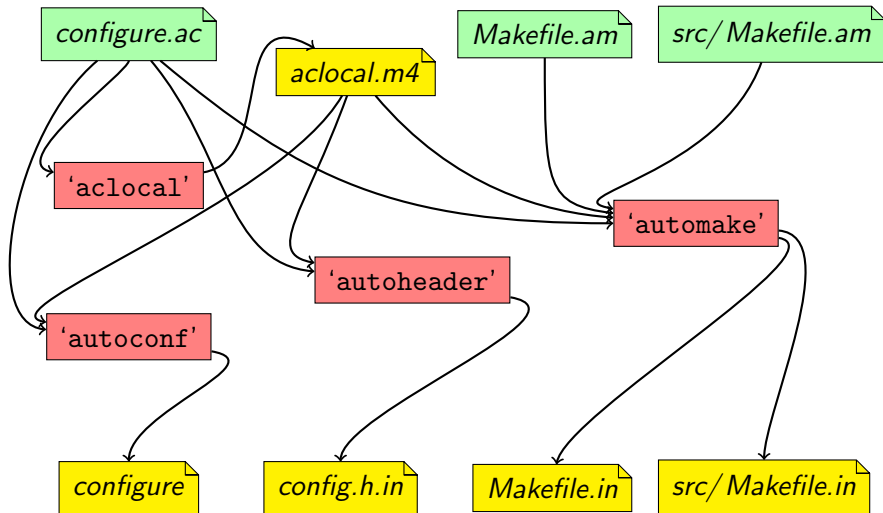 configure.ac
Makefile.am
src/Makefile.am
aclocal.m4
‘aclocal’
‘automake’
‘autoheader’
‘autoconf’
configure
config.h.in
Makefile.in
src/Makefile.in